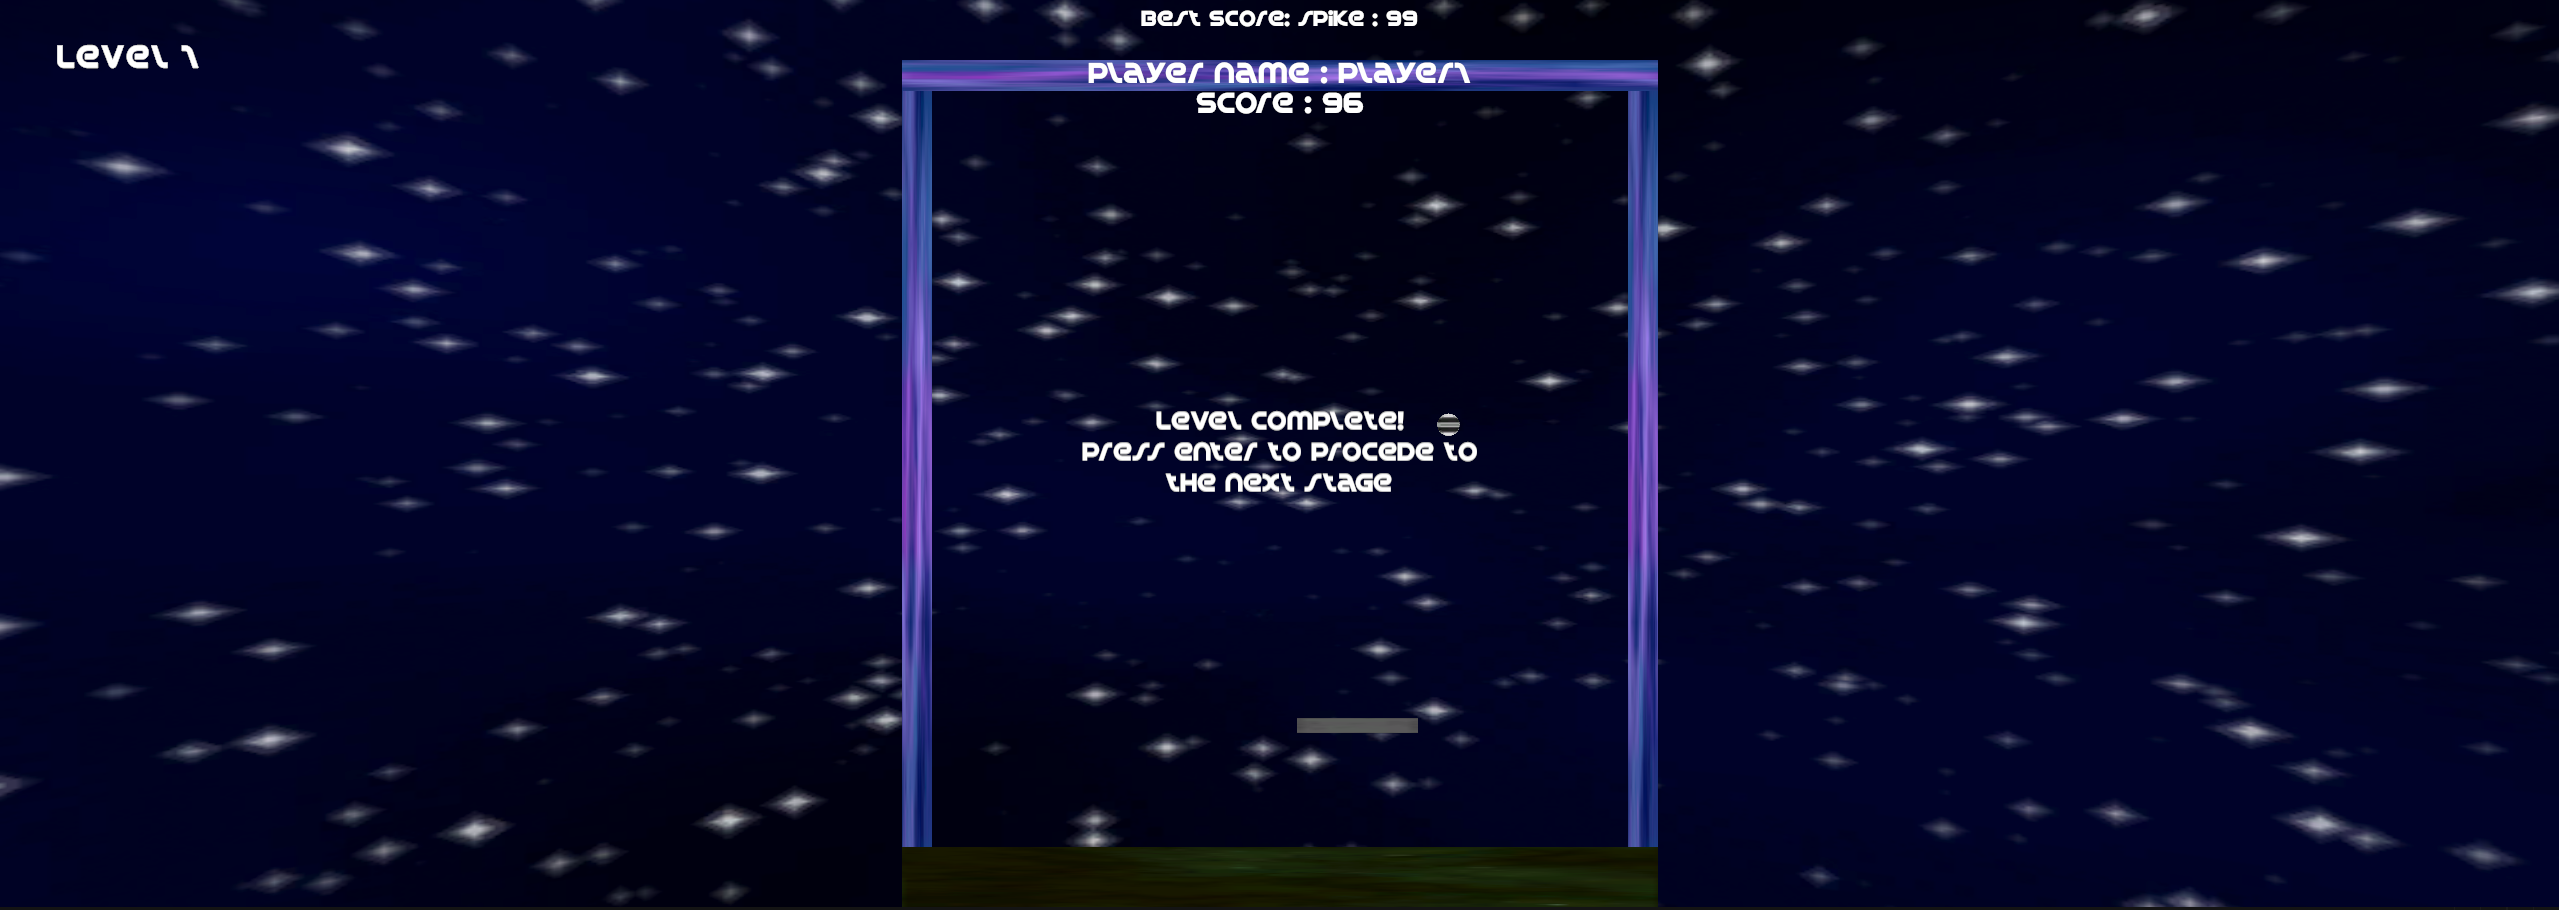 Best Score: Spike : 99
Level 1
Player Name : Player1
Score : 96
Level Complete!
Press enter to procede to
the next stage